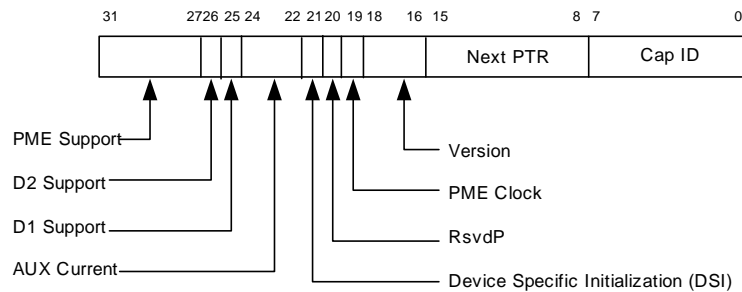 31 27 26 25 24 22 21 20 19 18 16 15 8 7 0
Next PTR Cap ID
PME Support
Version
D2 Support
PME Clock
D1 Support
RsvdP
AUX Current
Device Specific Initialization (DSI)